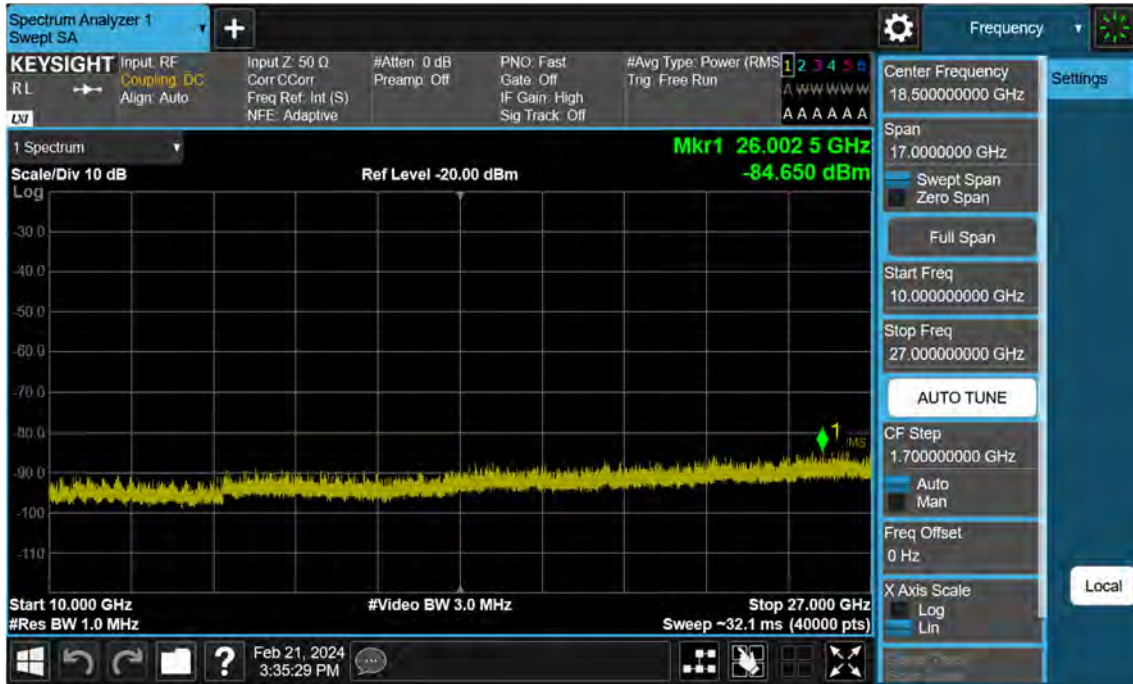 Spectrum Analyzer 1
Swept SA
Frequency
KEYSIGHT
RL
LXI
Input: RF
Coupling: DC
Align: Auto
Input Z: 50 Ω
Corr CCorr
Freq Ref: Int (S)
NFE: Adaptive
#Atten: 0 dB
Preamp: Off
PNO: Fast
Gate: Off
IF Gain: High
Sig Track: Off
#Avg Type: Power (RMS
Trig: Free Run
1 2 3 4 5 6
A W W W W W
A A A A A A
1 Spectrum
Scale/Div 10 dB
Ref Level -20.00 dBm
Mkr1 26.002 5 GHz
-84.650 dBm
Log
-30.0
-40.0
-50.0
-60.0
-70.0
-80.0
-90.0
-100
-110
1
Start 10.000 GHz
#Video BW 3.0 MHz
Stop 27.000 GHz
#Res BW 1.0 MHz
Sweep ~32.1 ms (40000 pts)
Feb 21, 2024
3:35:29 PM
Center Frequency
18.500000000 GHz
Span
17.0000000 GHz
Swept Span
Zero Span
Full Span
Start Freq
10.000000000 GHz
Stop Freq
27.000000000 GHz
AUTO TUNE
CF Step
1.700000000 GHz
Auto
Man
Freq Offset
0 Hz
X Axis Scale
Log
Lin
Settings
Local